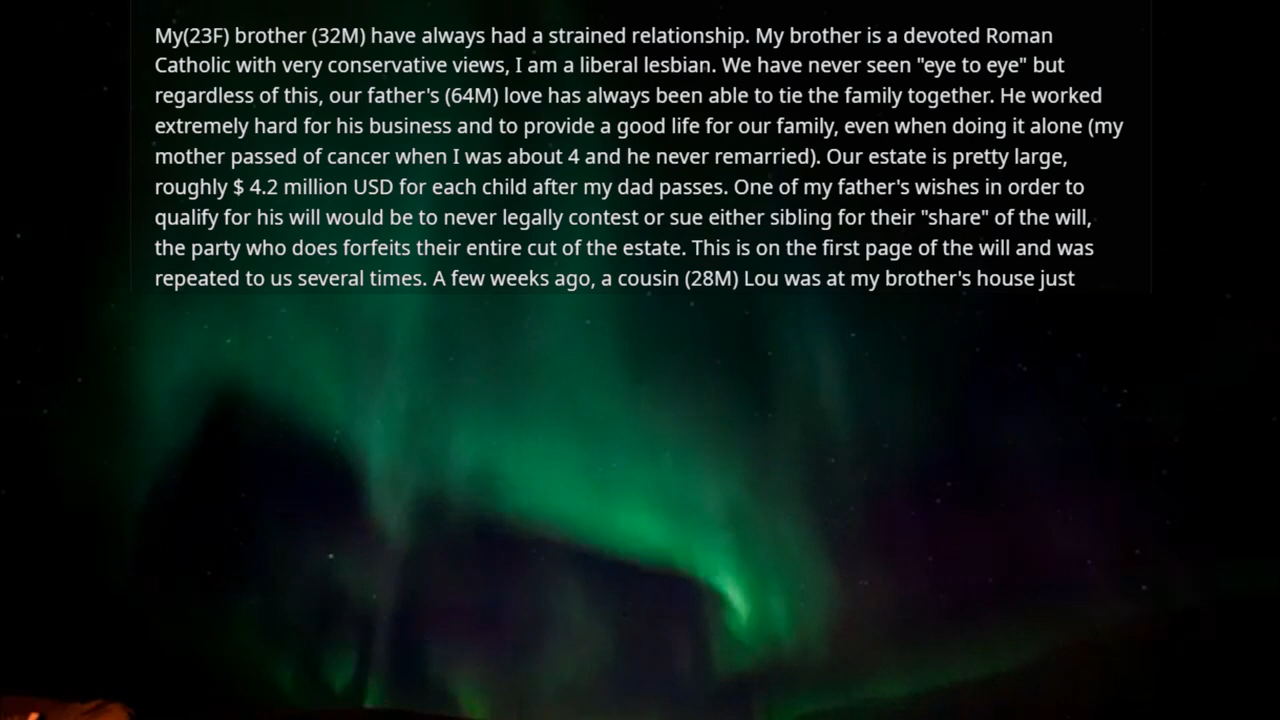 My(23F) brother (32M) have always had a strained relationship. My brother is a devoted Roman
Catholic with very conservative views, I am a liberal lesbian. We have never seen "eye to eye" but
regardless of this, our father's (64M) love has always been able to tie the family together. He worked
extremely hard for his business and to provide a good life for our family, even when doing it alone (my
mother passed of cancer when I was about 4 and he never remarried). Our estate is pretty large,
roughly $ 4.2 million USD for each child after my dad passes. One of my father's wishes in order to
qualify for his will would be to never legally contest or sue either sibling for their "share" of the will,
the party who does forfeits their entire cut of the estate. This is on the first page of the will and was
repeated to us several times. A few weeks ago, a cousin (28M) Lou was at my brother's house just